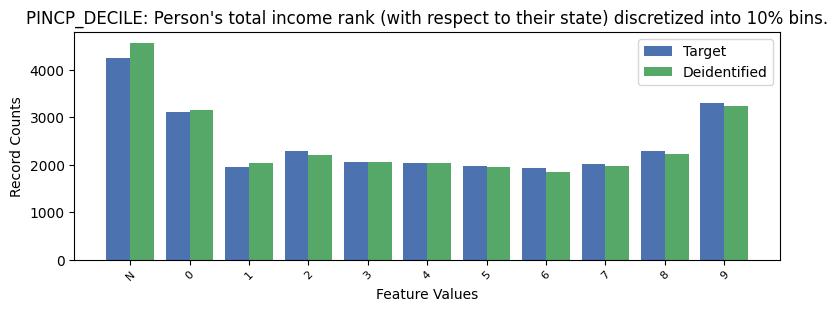 PINCP_DECILE: Person's total income rank (with respect to their state) discretized into 10% bins.
Target
Deidentified
Record Counts
4000
3000
2000
1000
0
N 0 1 2 3 4 5 6 7 8 9
Feature Values